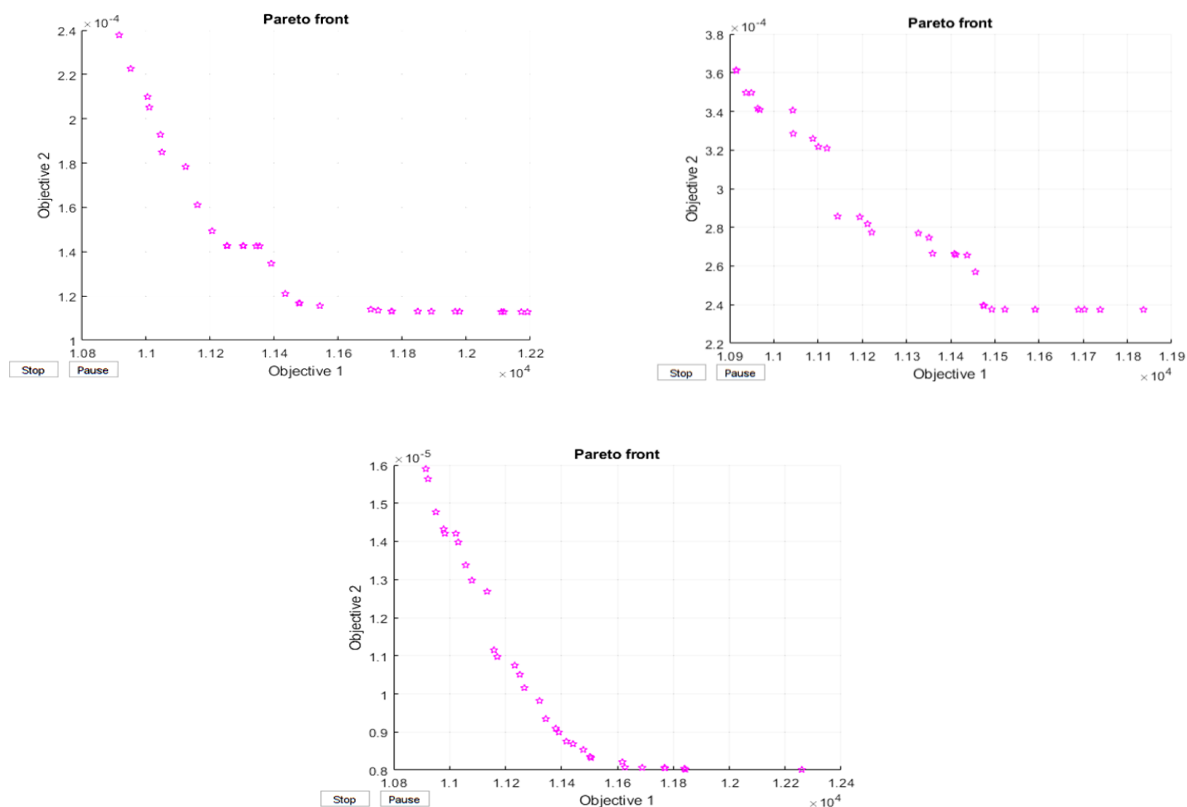 × 10-4
Pareto front
2.4
2.2
2
1.8
1.6
1.4
1.2
1
Objective 2
1.08 1.1 1.12 1.14 1.16 1.18 1.2 1.22
Objective 1
× 10^4
Stop Pause
× 10-4
Pareto front
3.8
3.6
3.4
3.2
3
2.8
2.6
2.4
2.2
Objective 2
1.09 1.1 1.11 1.12 1.13 1.14 1.15 1.16 1.17 1.18 1.19
Objective 1
× 10^4
Stop Pause
× 10-5
Pareto front
1.6
1.5
1.4
1.3
1.2
1.1
1
0.9
0.8
Objective 2
1.08 1.1 1.12 1.14 1.16 1.18 1.2 1.22 1.24
Objective 1
× 10^4
Stop Pause